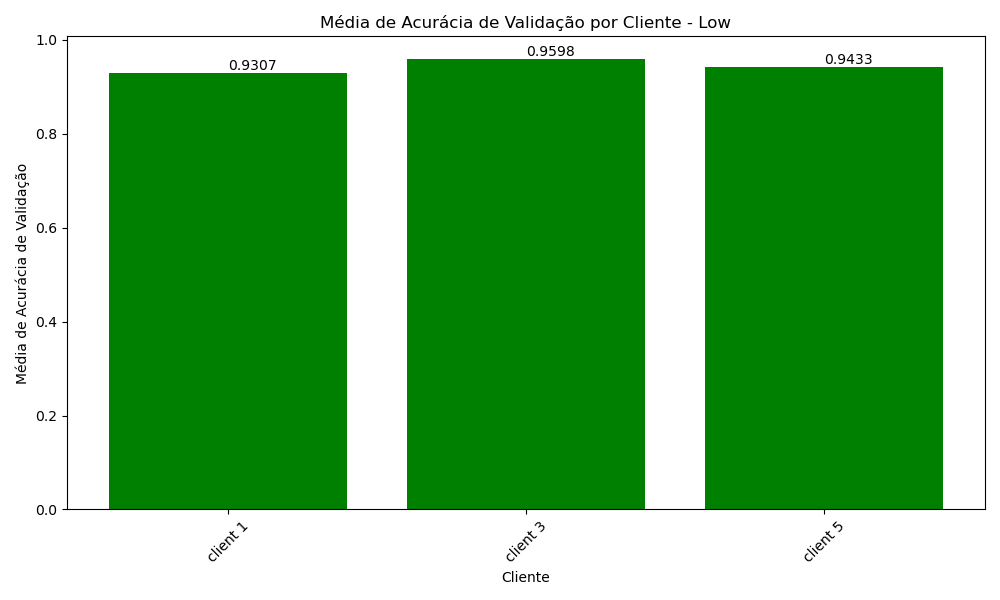 Média de Acurácia de Validação por Cliente - Low
Média de Acurácia de Validação
1.0
0.8
0.6
0.4
0.2
0.0
0.9307
0.9598
0.9433
client 1
client 3
client 5
Cliente